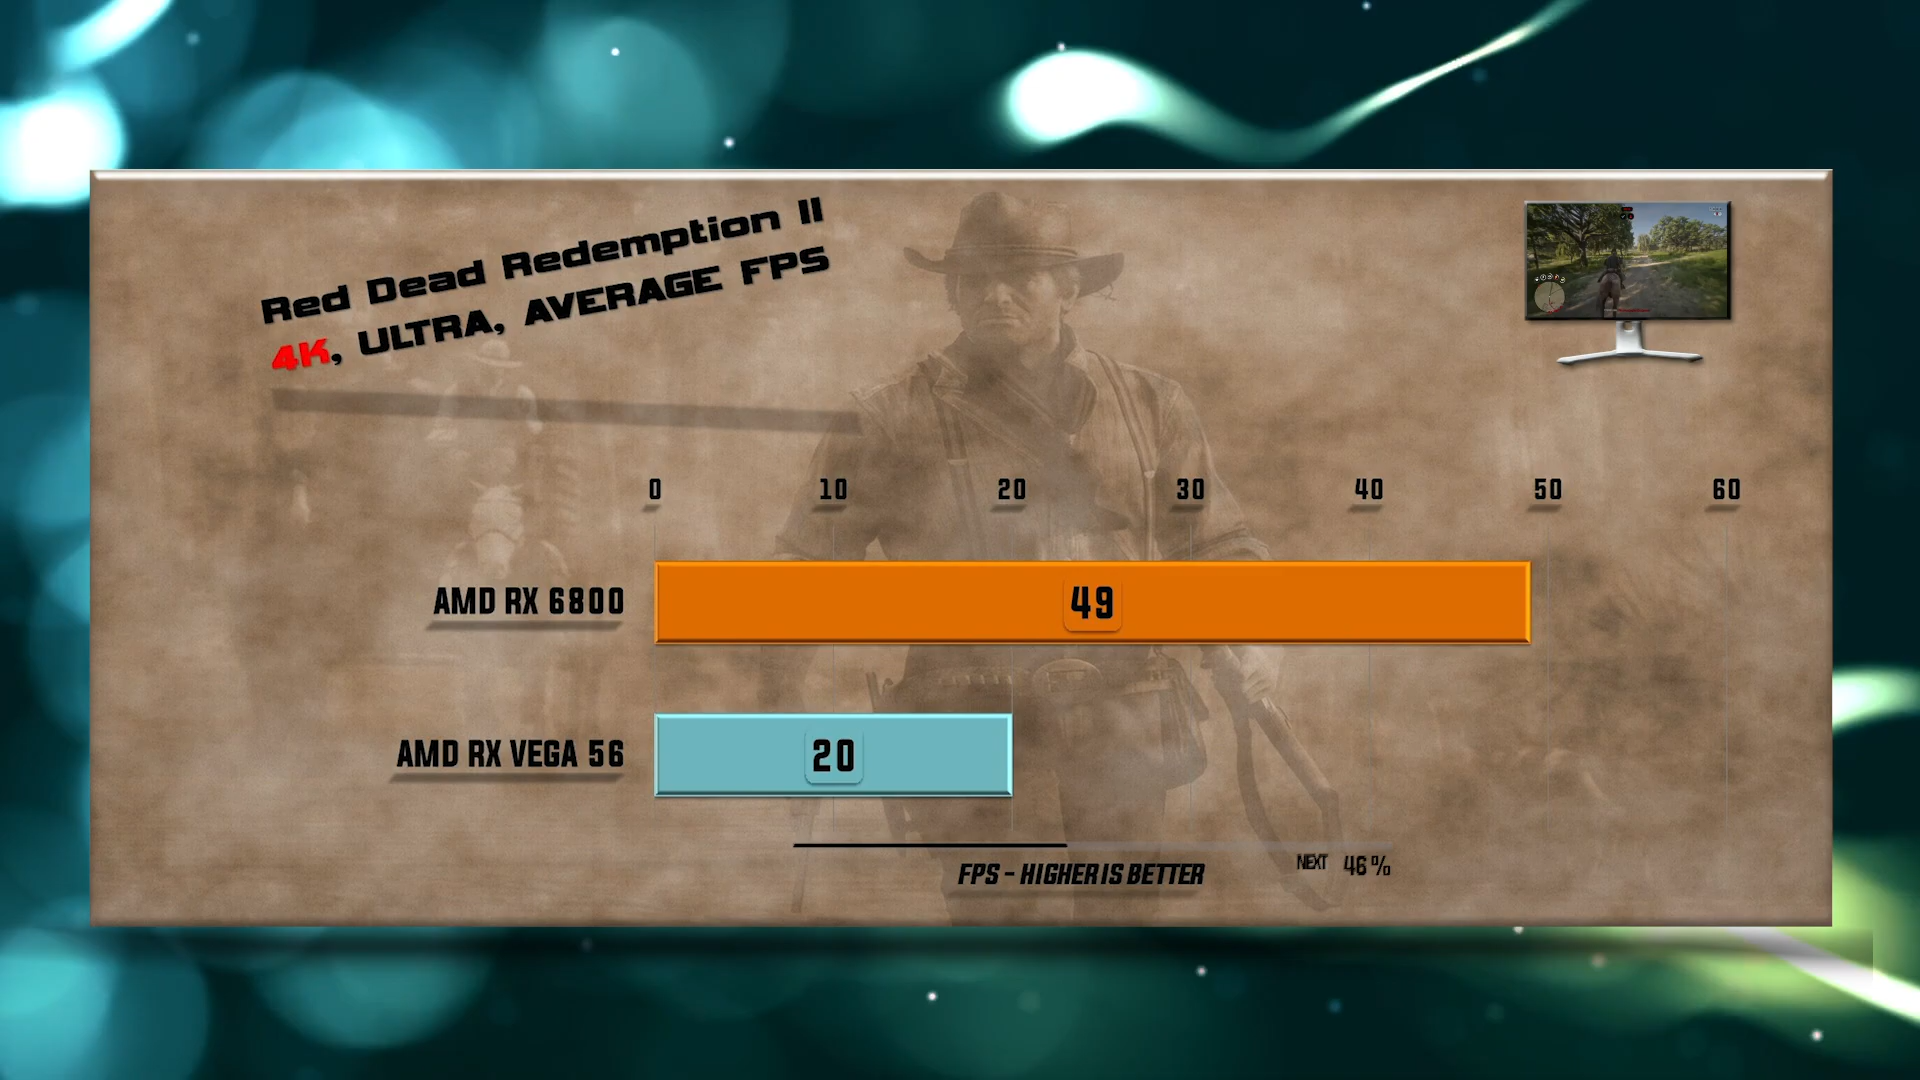 Red Dead Redemption II
4K, ULTRA, AVERAGE FPS
0 10 20 30 40 50 60
AMD RX 6800
49
AMD RX VEGA 56
20
FPS - HIGHER IS BETTER
NEXT 46%